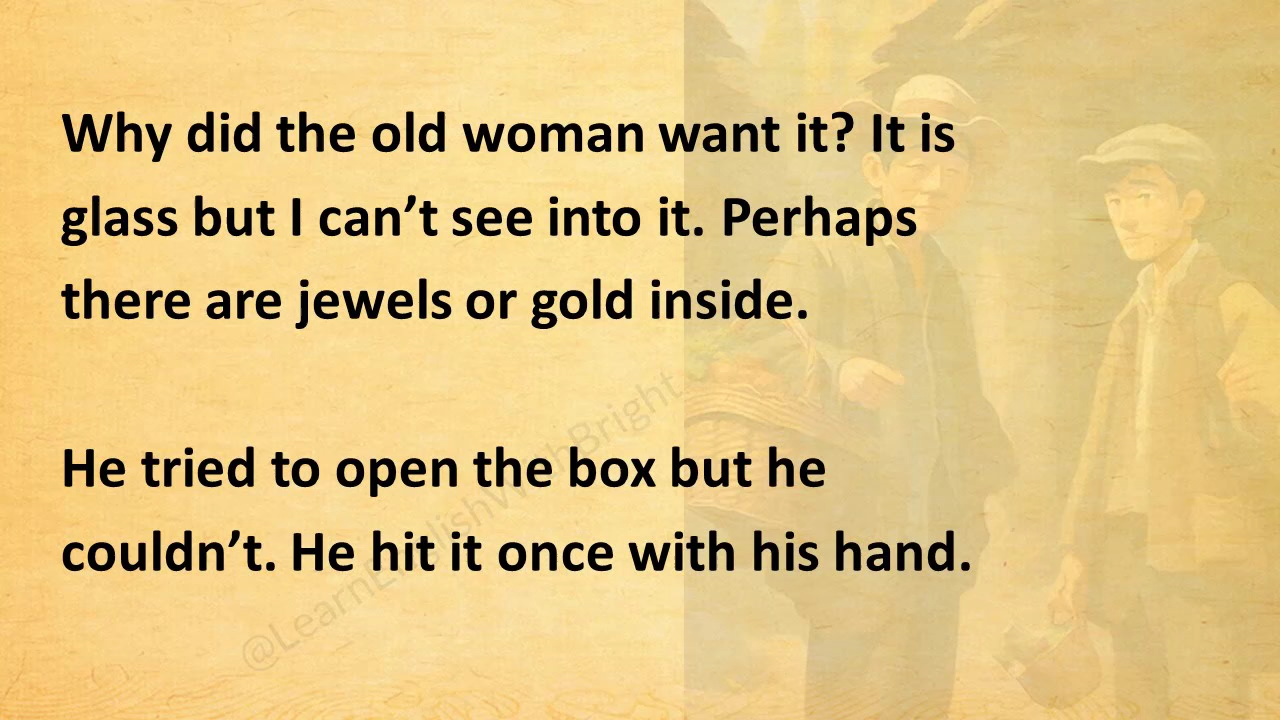 Why did the old woman want it? It is
glass but I can’t see into it. Perhaps
there are jewels or gold inside.
He tried to open the box but he
couldn’t. He hit it once with his hand.
@LearnEnglishWithBright